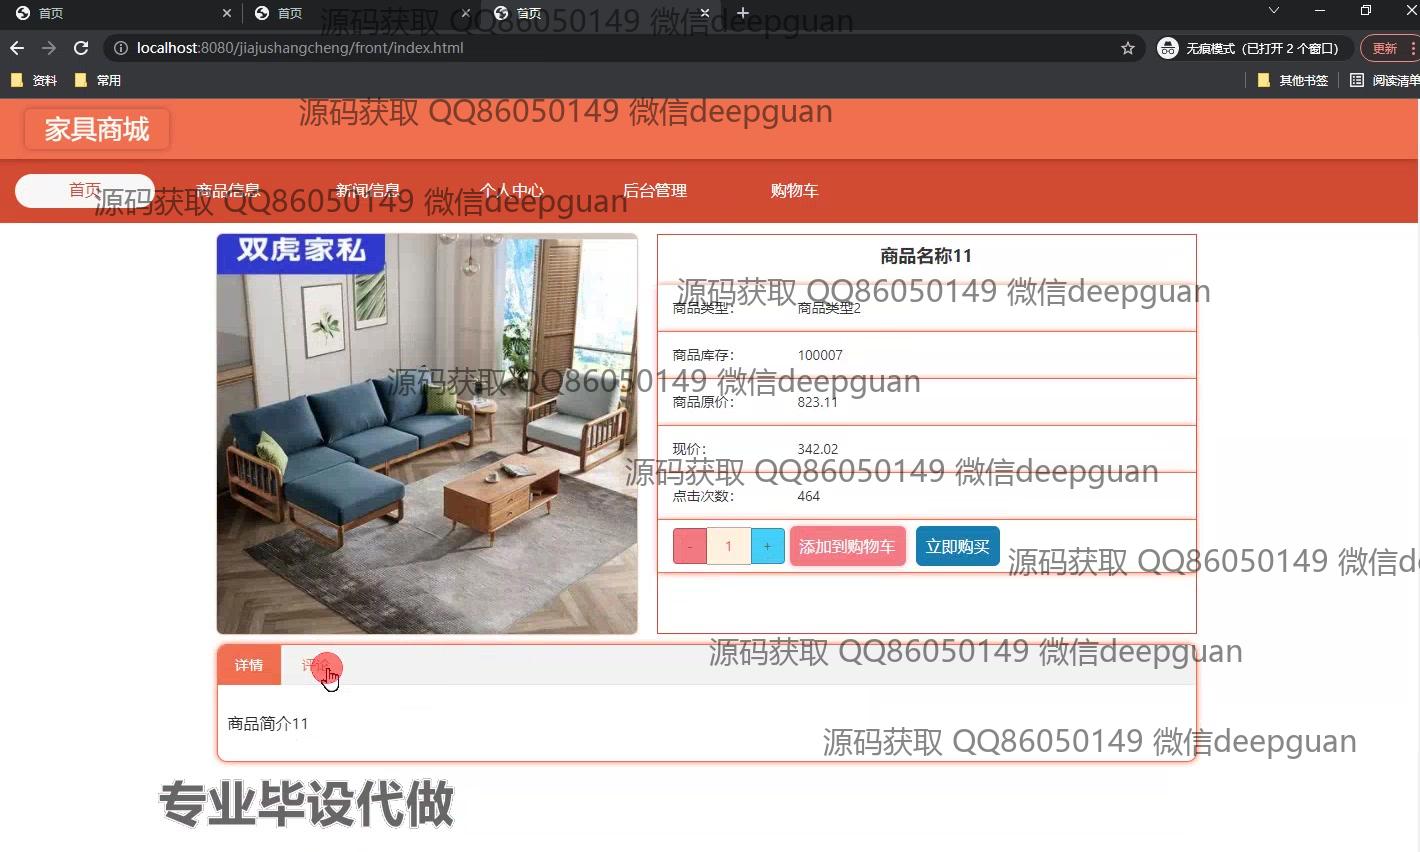 首页 首页 首页
localhost:8080/jiajushangcheng/front/index.html 无痕模式（已打开 2 个窗口） 更新
资料 常用 其他书签 阅读清单
源码获取 QQ86050149 微信deepguan
家具商城
源码获取 QQ86050149 微信deepguan
首页 商品信息 新闻信息 个人中心 后台管理 购物车
源码获取 QQ86050149 微信deepguan
双虎家私
商品名称11
源码获取 QQ86050149 微信deepguan
商品类型： 商品类型2
商品库存： 100007
源码获取 QQ86050149 微信deepguan
商品原价： 823.11
现价： 342.02
源码获取 QQ86050149 微信deepguan
点击次数： 464
- 1 + 添加到购物车 立即购买
源码获取 QQ86050149 微信de
源码获取 QQ86050149 微信deepguan
详情 评论
商品简介11
源码获取 QQ86050149 微信deepguan
专业毕设代做